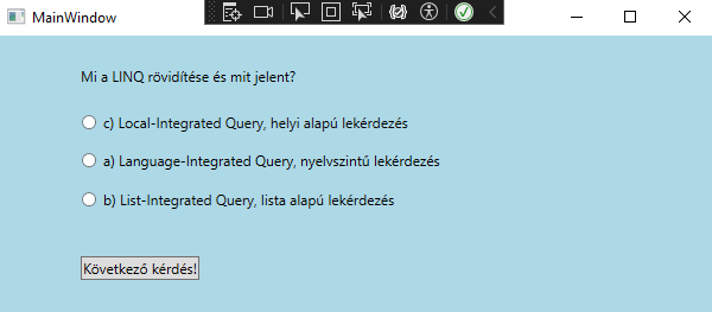 MainWindow
Mi a LINQ rövidítése és mit jelent?
c) Local-Integrated Query, helyi alapú lekérdezés
a) Language-Integrated Query, nyelvszintű lekérdezés
b) List-Integrated Query, lista alapú lekérdezés
Következő kérdés!